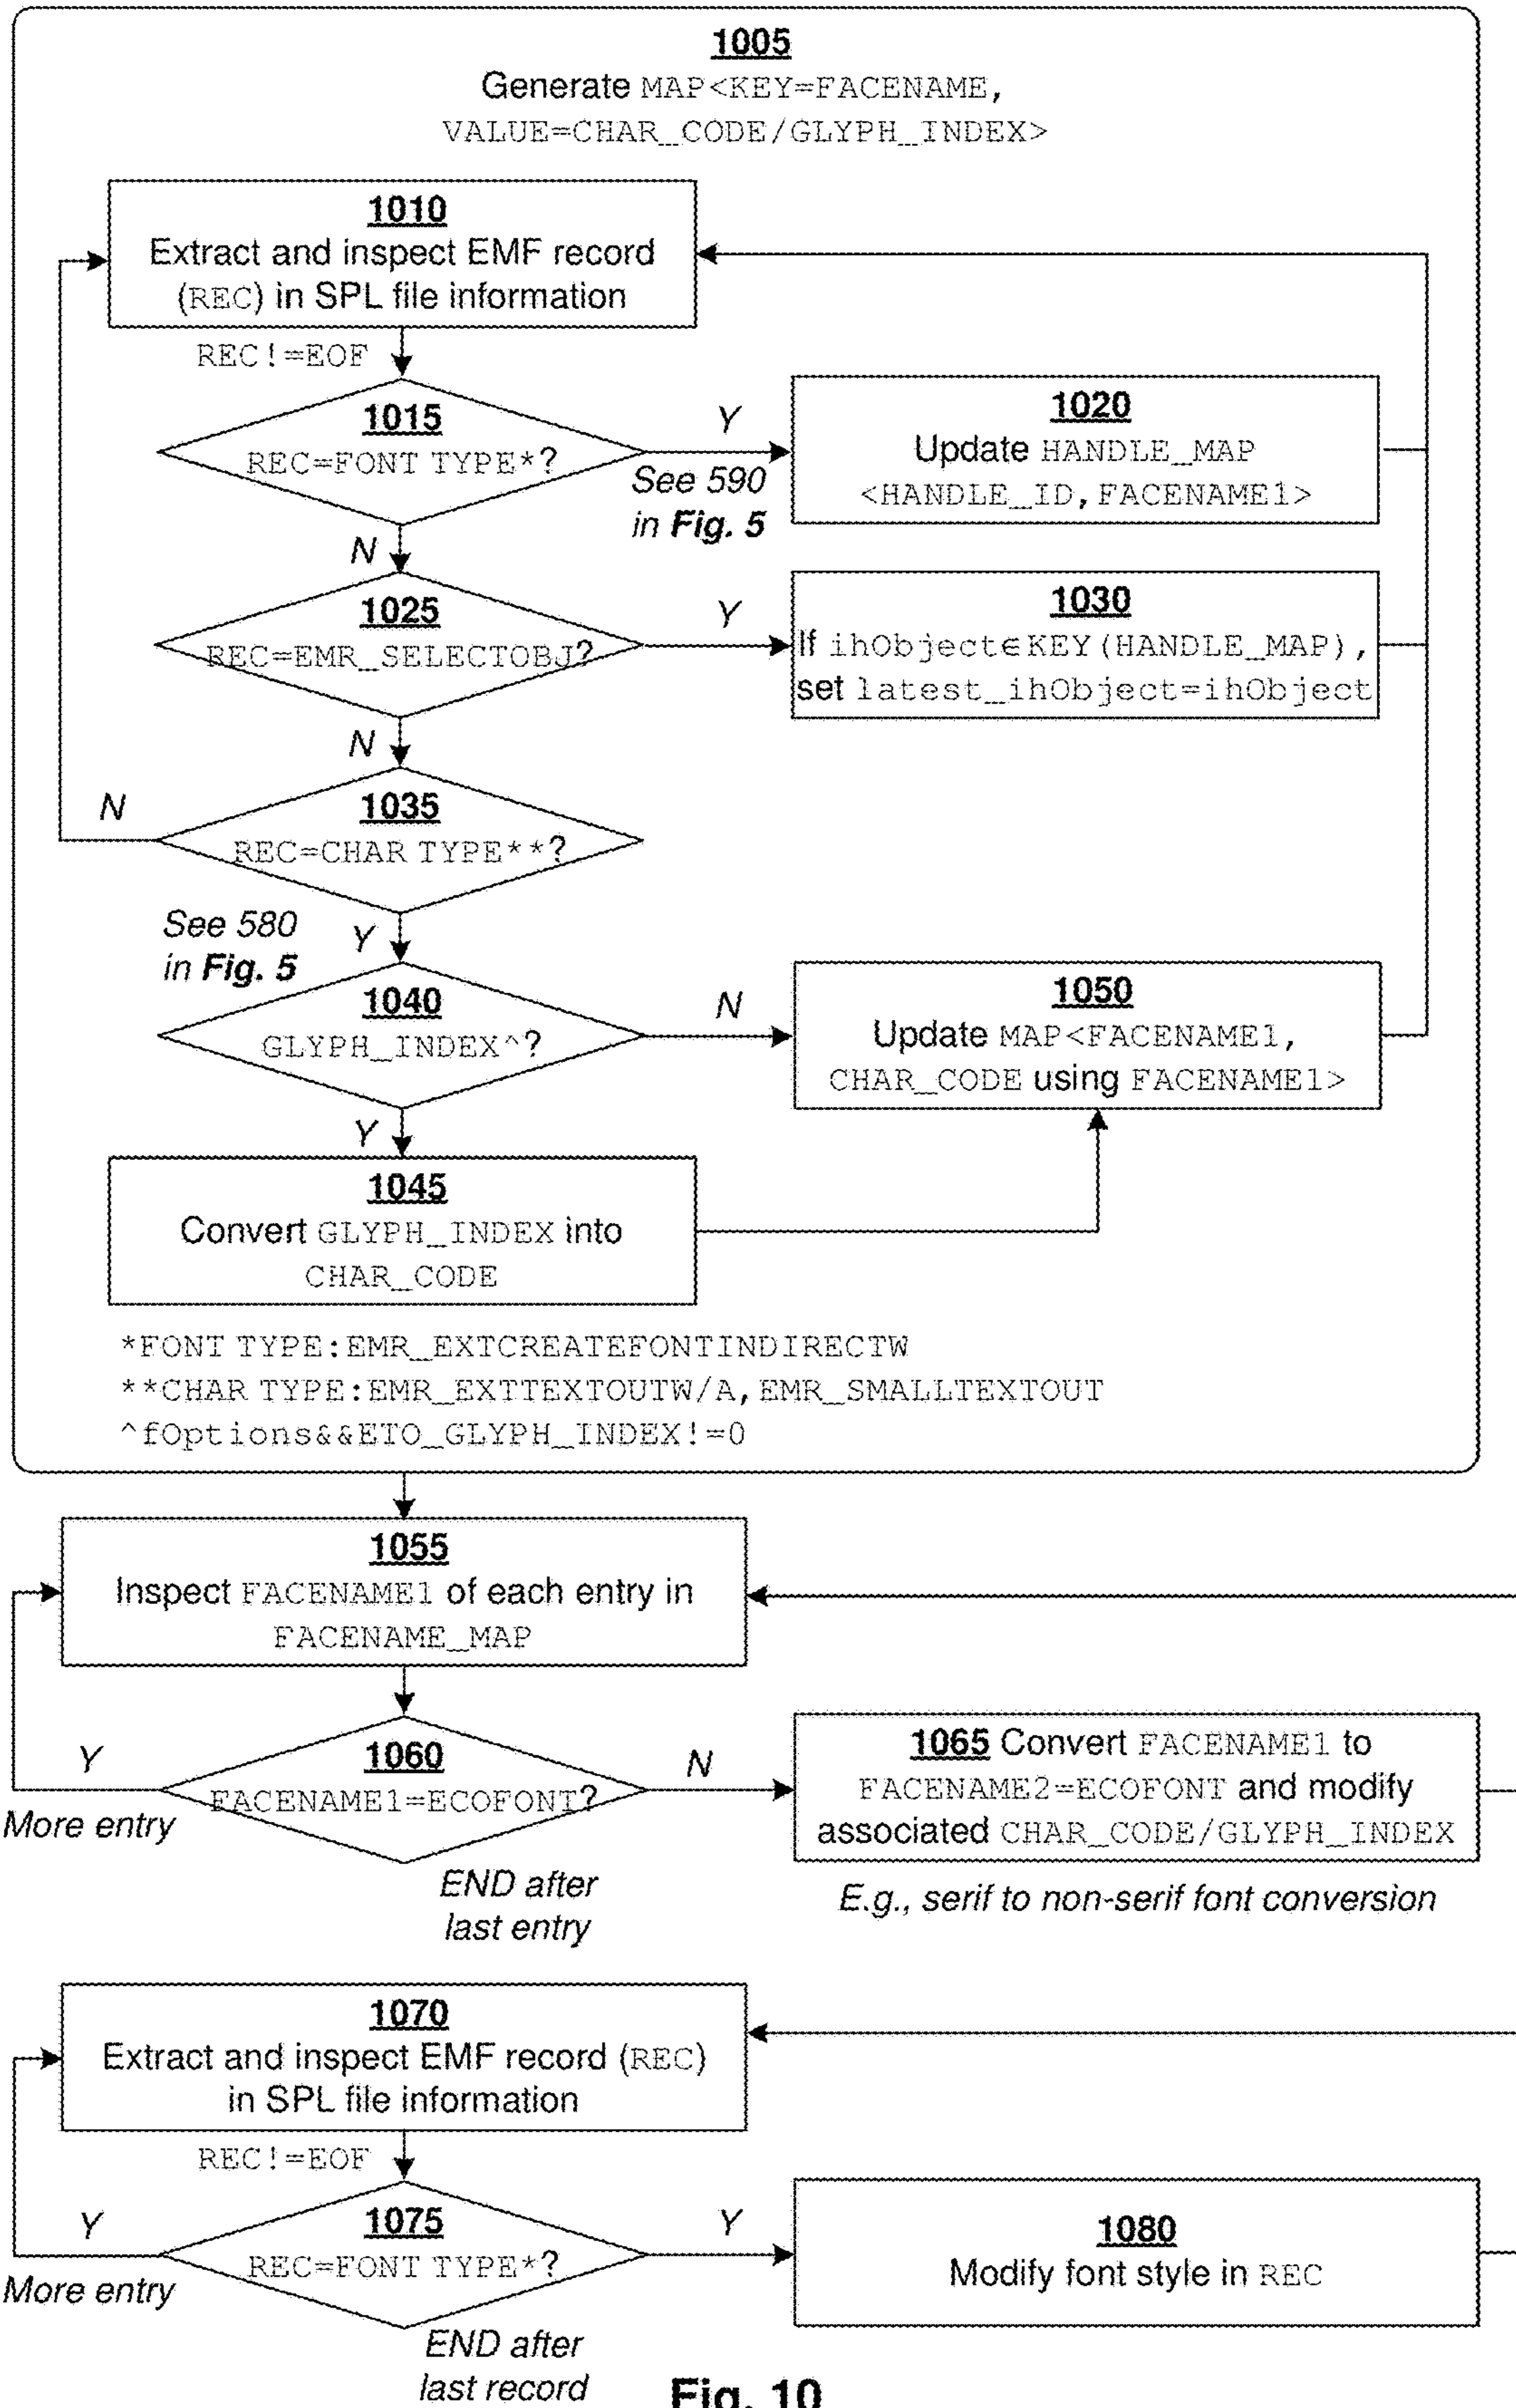 1005
Generate MAP<KEY=FACENAME,
VALUE=CHAR_CODE/GLYPH_INDEX>
1010
Extract and inspect EMF record
(REC) in SPL file information
REC!=EOF
1015
REC=FONT TYPE*?
Y
See 590
in Fig. 5
1020
Update HANDLE_MAP
<HANDLE_ID,FACENAME1>
N
1025
REC=EMR_SELECTOBJ?
Y
1030
If ihObject∈KEY(HANDLE_MAP),
set latest_ihObject=ihObject
N
N
1035
REC=CHAR TYPE**?
See 580
in Fig. 5
Y
1040
GLYPH_INDEX^?
N
1050
Update MAP<FACENAME1,
CHAR_CODE using FACENAME1>
Y
1045
Convert GLYPH_INDEX into
CHAR_CODE
*FONT TYPE:EMR_EXTCREATEFONTINDIRECTW
**CHAR TYPE:EMR_EXTTEXTOUTW/A,EMR_SMALLTEXTOUT
^fOptions&&ETO_GLYPH_INDEX!=0
1055
Inspect FACENAME1 of each entry in
FACENAME_MAP
Y
More entry
1060
FACENAME1=ECOFONT?
N
1065 Convert FACENAME1 to
FACENAME2=ECOFONT and modify
associated CHAR_CODE/GLYPH_INDEX
END after
last entry
E.g., serif to non-serif font conversion
1070
Extract and inspect EMF record (REC)
in SPL file information
REC!=EOF
Y
More entry
1075
REC=FONT TYPE*?
Y
1080
Modify font style in REC
END after
last record
Fig. 10